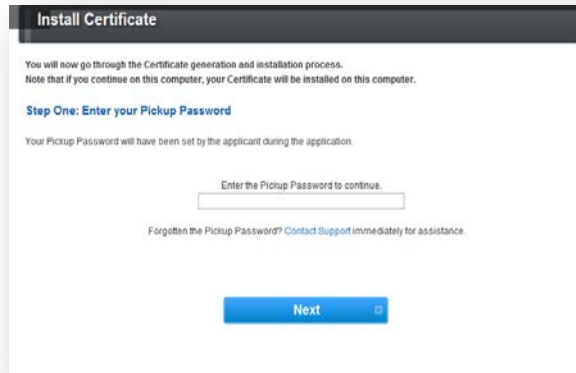 Install Certificate
You will now go through the Certificate generation and installation process.
Note that if you continue on this computer, your Certificate will be installed on this computer.
Step One: Enter your Pickup Password
Your Pickup Password will have been set by the applicant during the application.
Enter the Pickup Password to continue.
Forgotten the Pickup Password? Contact Support immediately for assistance.
Next